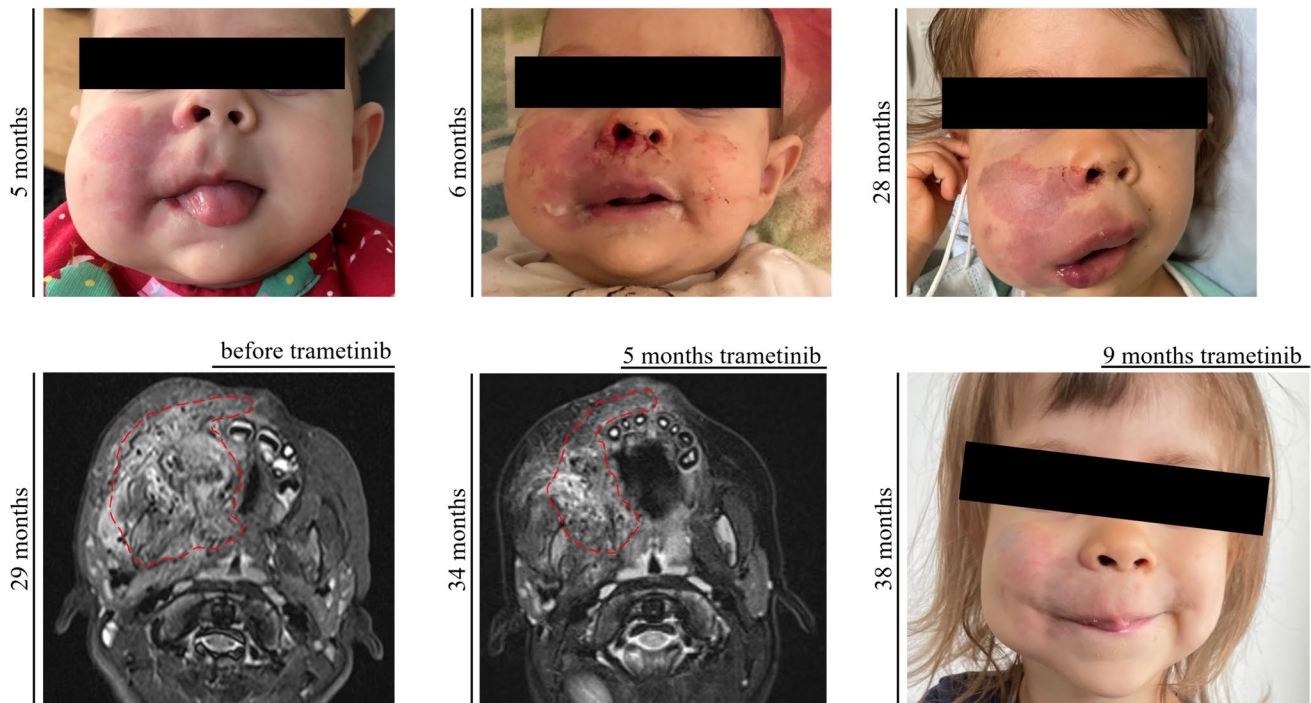 5 months
6 months
28 months
before trametinib
5 months trametinib
9 months trametinib
29 months
34 months
38 months